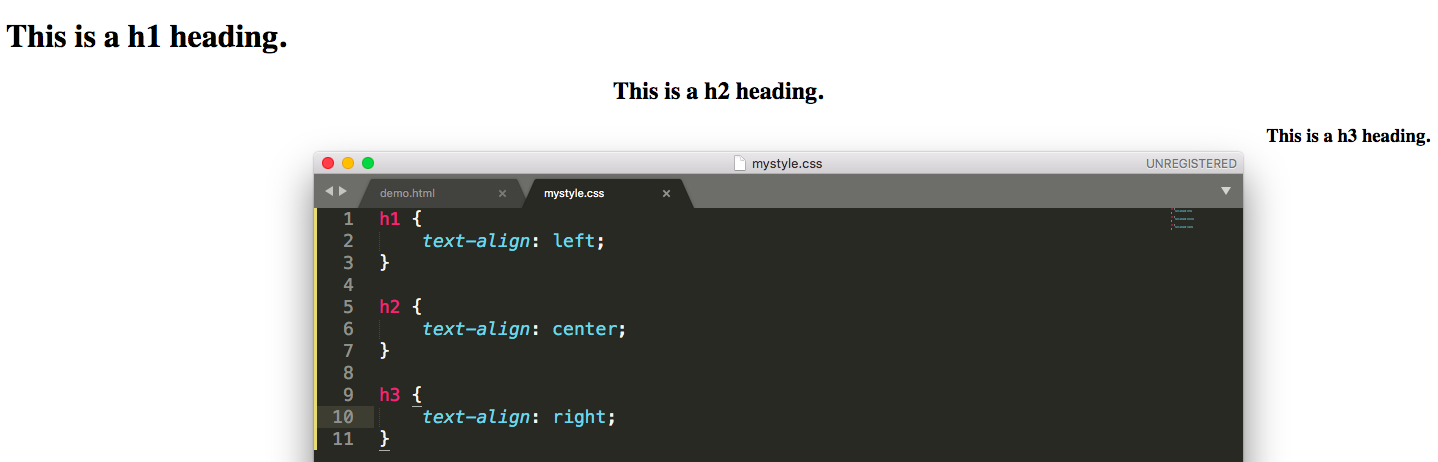 This is a h1 heading.
This is a h2 heading.
This is a h3 heading.
mystyle.css
UNREGISTERED
demo.html
mystyle.css
1 h1 {
2 text-align: left;
3 }
4
5 h2 {
6 text-align: center;
7 }
8
9 h3 {
10 text-align: right;
11 }